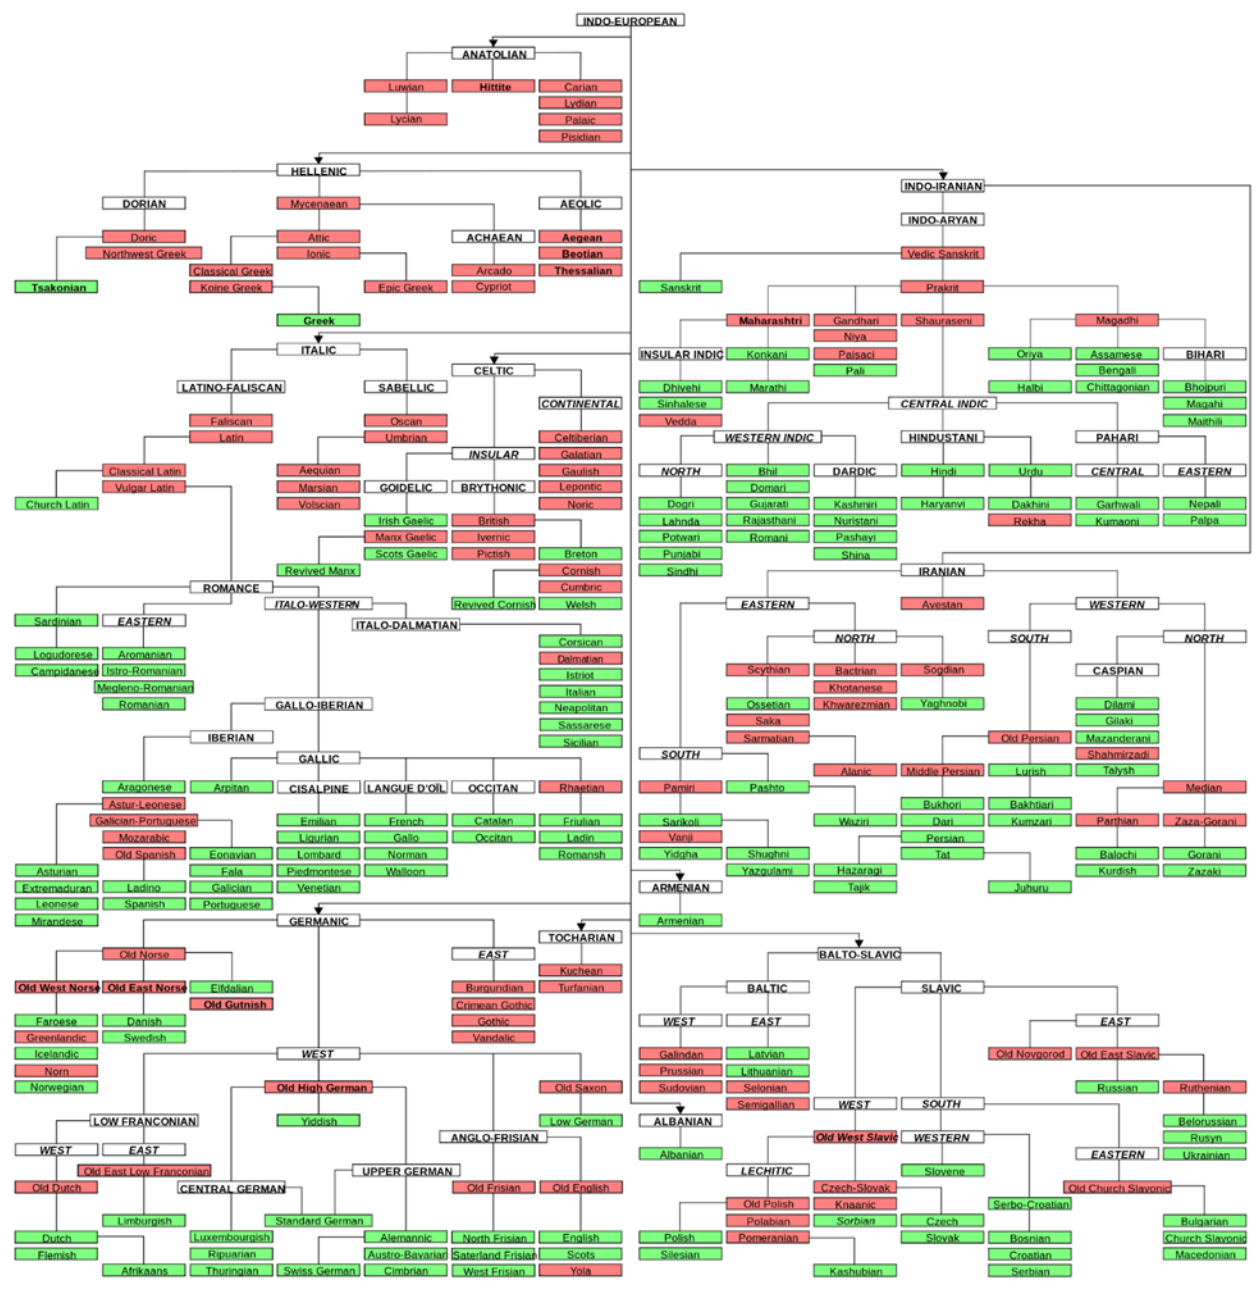 INDO-EUROPEAN
ANATOLIAN
Luwian
Hittite
Carian
Lydian
Lycian
Palaic
Pisidian
HELLENIC
DORIAN
Mycenaean
AEOLIC
Doric
Attic
ACHAEAN
Aegean
Northwest Greek
Ionic
Beotian
Classical Greek
Arcado
Thessalian
Tsakonian
Koine Greek
Epic Greek
Cypriot
Greek
ITALIC
CELTIC
LATINO-FALISCAN
SABELLIC
CONTINENTAL
Faliscan
Oscan
Latin
Umbrian
Celtiberian
INSULAR
Galatian
Classical Latin
Aequian
Gaulish
Vulgar Latin
Marsian
GOIDELIC
BRYTHONIC
Lepontic
Church Latin
Volscian
Noric
Irish Gaelic
British
Manx Gaelic
Ivernic
Scots Gaelic
Pictish
Breton
Revived Manx
Cornish
Cumbric
ROMANCE
ITALO-WESTERN
Revived Cornish
Welsh
Sardinian
EASTERN
ITALO-DALMATIAN
Corsican
Logudorese
Aromanian
Dalmatian
Campidanese
Istro-Romanian
Istriot
Megleno-Romanian
Italian
Romanian
GALLO-IBERIAN
Neapolitan
Sassarese
IBERIAN
Sicilian
GALLIC
Aragonese
Arpitan
CISALPINE
LANGUE D'OÏL
OCCITAN
Rhaetian
Astur-Leonese
Galician-Portuguese
Emilian
French
Catalan
Friulian
Mozarabic
Ligurian
Gallo
Occitan
Ladin
Old Spanish
Eonavian
Lombard
Norman
Romansh
Asturian
Fala
Piedmontese
Walloon
Extremaduran
Ladino
Galician
Venetian
Leonese
Spanish
Portuguese
Mirandese
GERMANIC
TOCHARIAN
Old Norse
EAST
Kuchean
Old West Norse
Old East Norse
Elfdalian
Burgundian
Turfanian
Old Gutnish
Crimean Gothic
Faroese
Danish
Gothic
Greenlandic
Swedish
Vandalic
Icelandic
WEST
Norn
Norwegian
Old High German
Old Saxon
LOW FRANCONIAN
Yiddish
Low German
WEST
EAST
ANGLO-FRISIAN
Old East Low Franconian
UPPER GERMAN
Old Dutch
CENTRAL GERMAN
Old Frisian
Old English
Limburgish
Standard German
Dutch
Luxembourgish
Alemannic
North Frisian
English
Flemish
Ripuarian
Austro-Bavarian
Saterland Frisian
Scots
Afrikaans
Thuringian
Swiss German
Cimbrian
West Frisian
Yola
INDO-IRANIAN
INDO-ARYAN
Vedic Sanskrit
Sanskrit
Prakrit
Maharashtri
Gandhari
Shauraseni
Magadhi
Niya
INSULAR INDIC
Konkani
Paisaci
Oriya
Assamese
BIHARI
Pali
Bengali
Dhivehi
Marathi
Halbi
Chittagonian
Bhojpuri
Sinhalese
CENTRAL INDIC
Magahi
Vedda
Maithili
WESTERN INDIC
HINDUSTANI
PAHARI
NORTH
Bhil
DARDIC
Hindi
Urdu
CENTRAL
EASTERN
Domari
Dogri
Gujarati
Kashmiri
Haryanvi
Dakhini
Garhwali
Nepali
Lahnda
Rajasthani
Nuristani
Rekha
Kumaoni
Palpa
Potwari
Romani
Pashayi
Punjabi
Shina
Sindhi
IRANIAN
EASTERN
Avestan
WESTERN
NORTH
SOUTH
NORTH
Scythian
Bactrian
Sogdian
CASPIAN
Khotanese
Ossetian
Khwarezmian
Yaghnobi
Dilami
Saka
Gilaki
Sarmatian
Old Persian
Mazanderani
SOUTH
Shahmirzadi
Alanic
Middle Persian
Lurish
Talysh
Pamiri
Pashto
Median
Bukhori
Bakhtiari
Sarikoli
Waziri
Dari
Kumzari
Parthian
Zaza-Gorani
Vanji
Persian
Yidgha
Shughni
Tat
Balochi
Gorani
Yazgulami
Hazaragi
Kurdish
Zazaki
ARMENIAN
Tajik
Juhuru
Armenian
BALTO-SLAVIC
BALTIC
SLAVIC
WEST
EAST
EAST
Galindan
Latvian
Old Novgorod
Old East Slavic
Prussian
Lithuanian
Sudovian
Selonian
Russian
Ruthenian
Semigallian
WEST
SOUTH
ALBANIAN
Belorussian
Old West Slavic
WESTERN
Rusyn
Albanian
EASTERN
Ukrainian
LECHITIC
Slovene
Czech-Slovak
Old Church Slavonic
Old Polish
Knaanic
Serbo-Croatian
Polabian
Sorbian
Czech
Bulgarian
Polish
Pomeranian
Slovak
Bosnian
Church Slavonic
Silesian
Croatian
Macedonian
Kashubian
Serbian